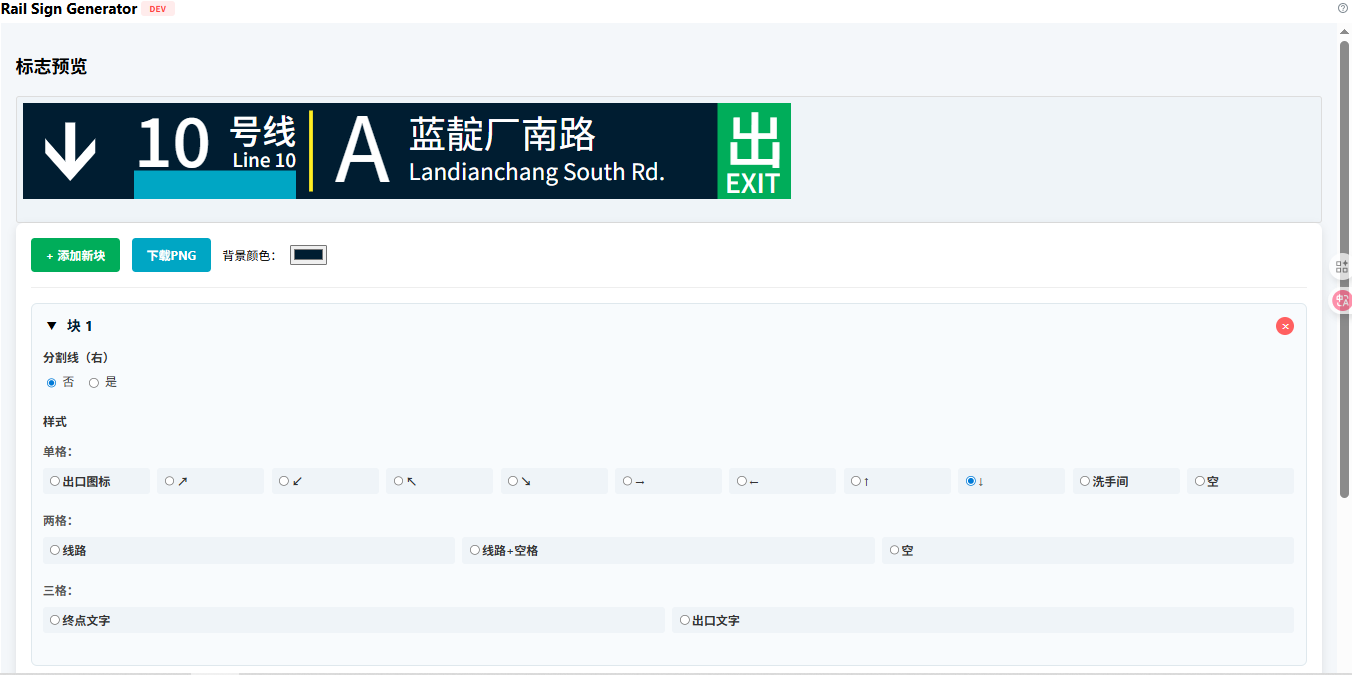 Rail Sign Generator DEV
标志预览
10 号线
Line 10
A 蓝靛厂南路
Landianchang South Rd.
出
EXIT
+ 添加新块 下载PNG 背景颜色：
▼ 块 1
分割线（右）
否 是
样式
单格：
出口图标 ↗ ↙ ↖ ↘ → ← ↑ ↓ 洗手间 空
两格：
线路 线路+空格 空
三格：
终点文字 出口文字